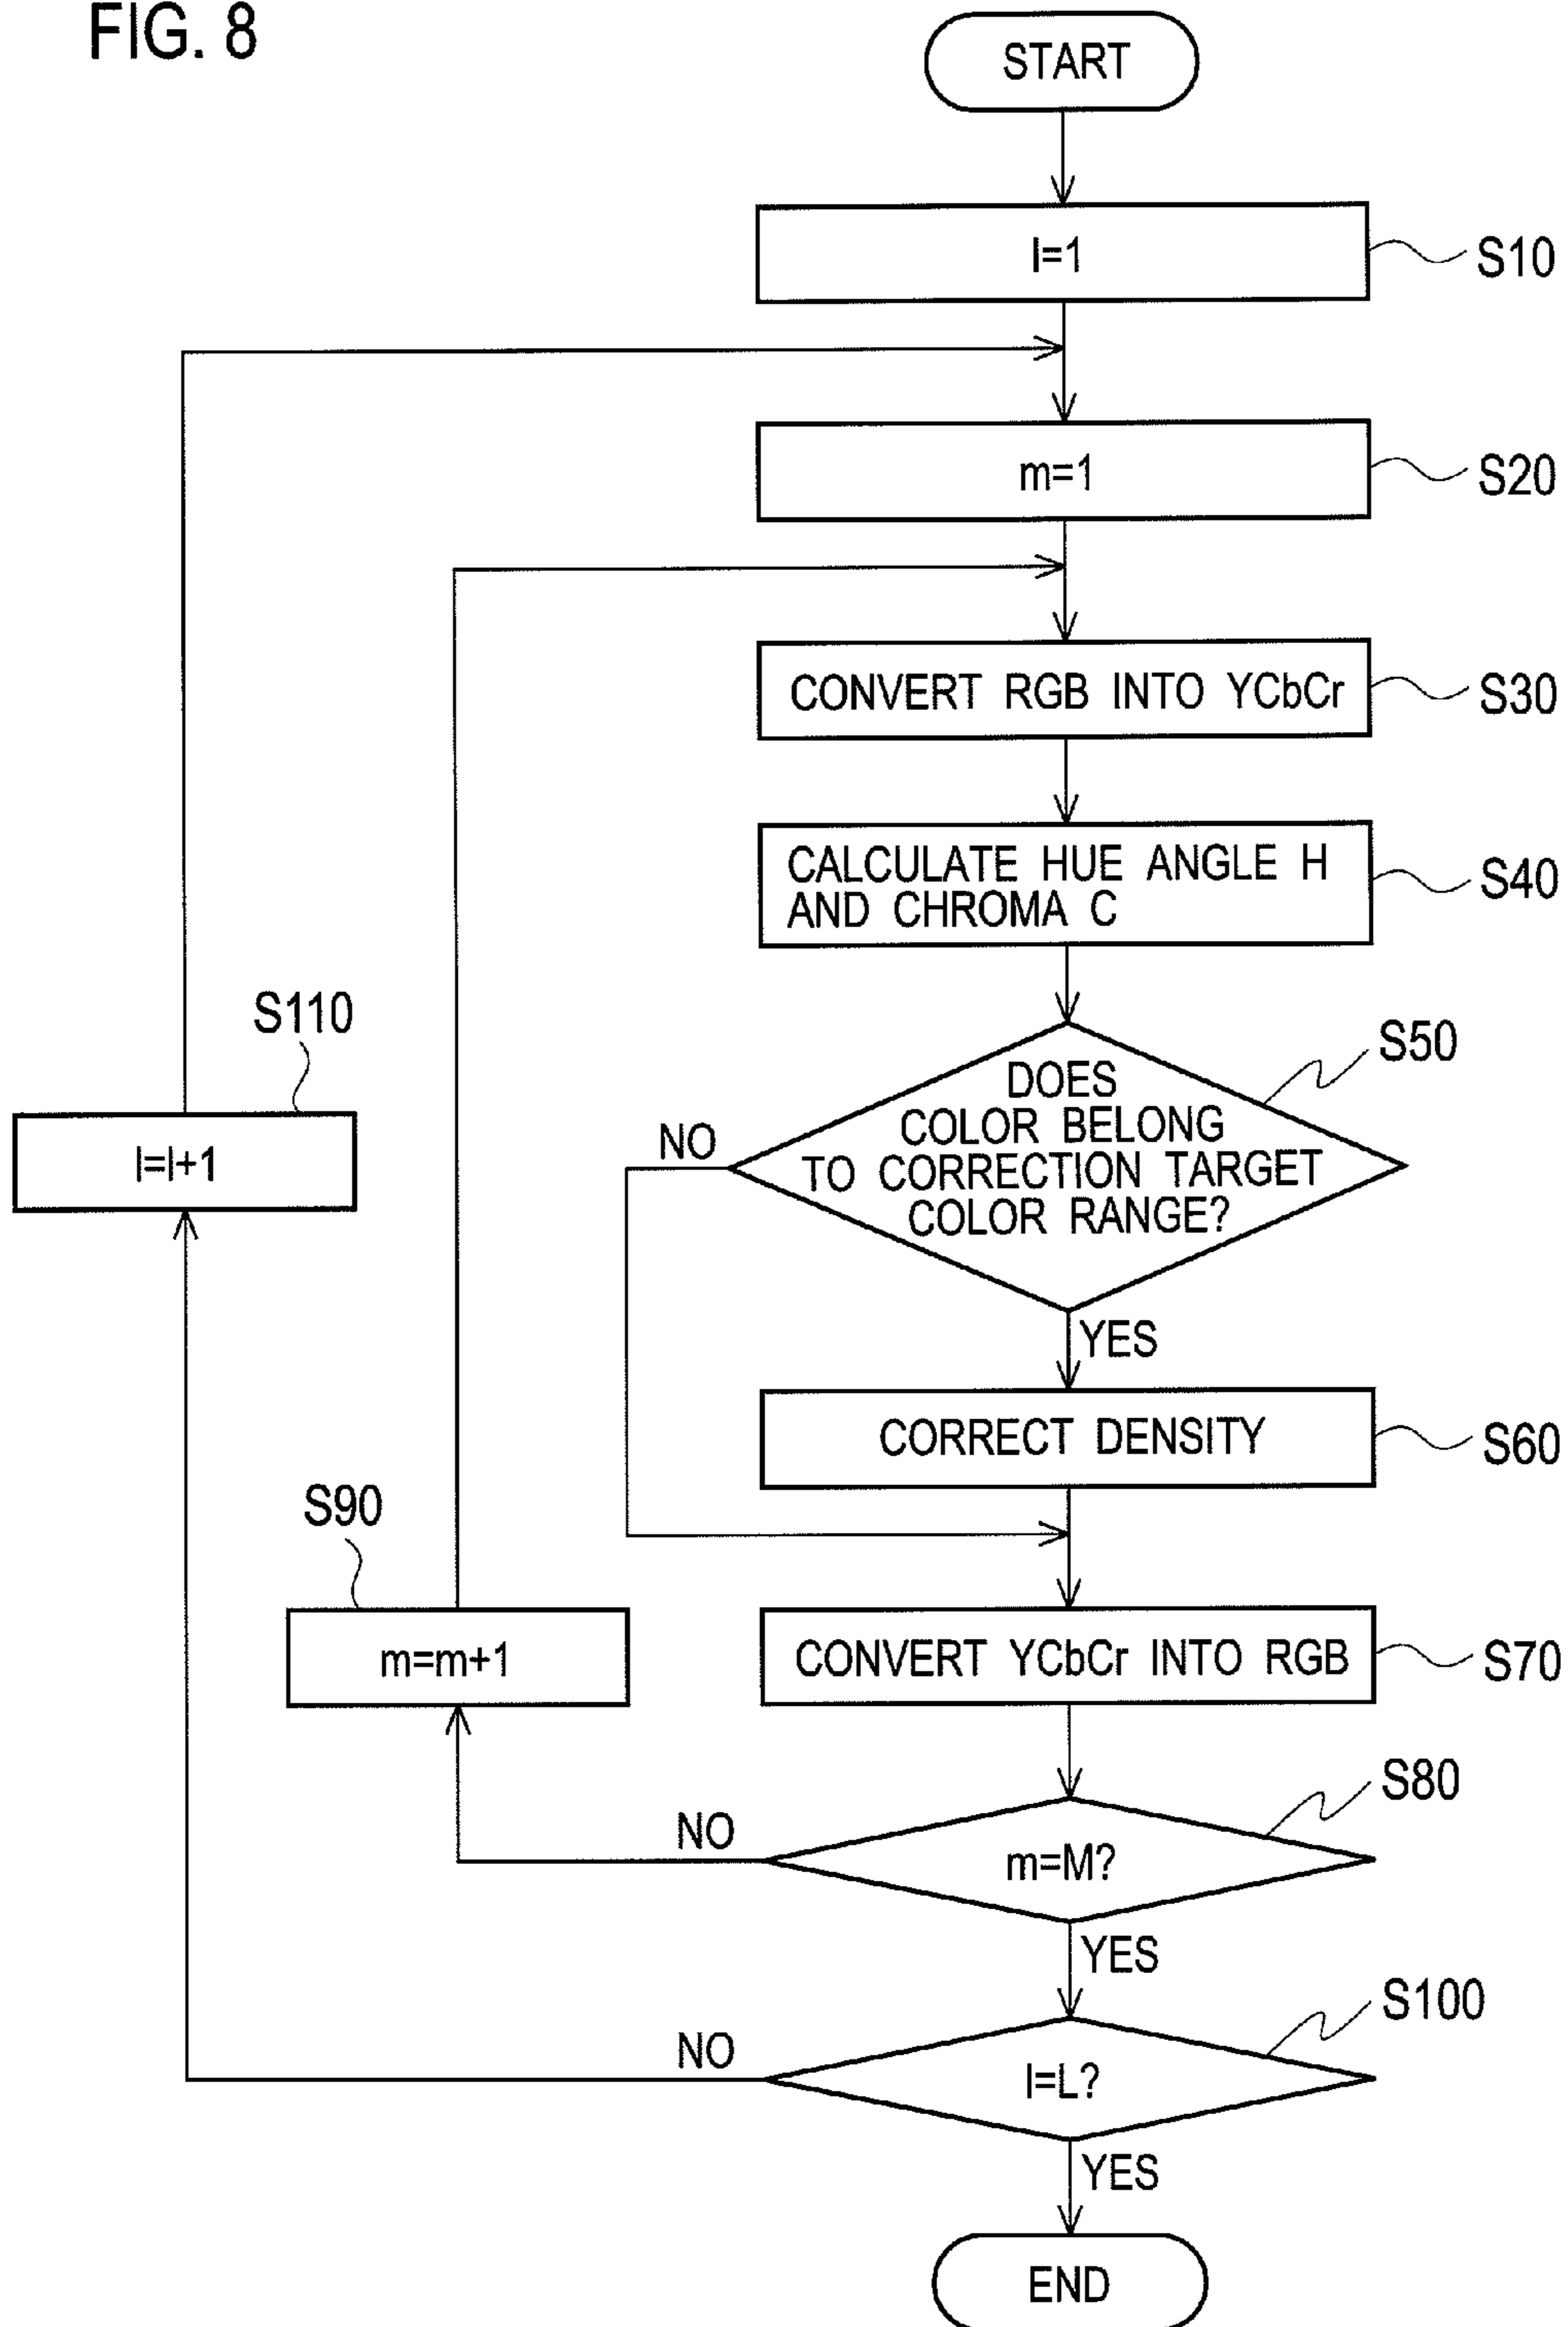 FIG. 8
START
l=1
S10
m=1
S20
CONVERT RGB INTO YCbCr
S30
CALCULATE HUE ANGLE H
AND CHROMA C
S40
S110
l=l+1
DOES
COLOR BELONG
TO CORRECTION TARGET
COLOR RANGE?
S50
NO
YES
CORRECT DENSITY
S60
S90
m=m+1
CONVERT YCbCr INTO RGB
S70
m=M?
S80
NO
YES
l=L?
S100
NO
YES
END